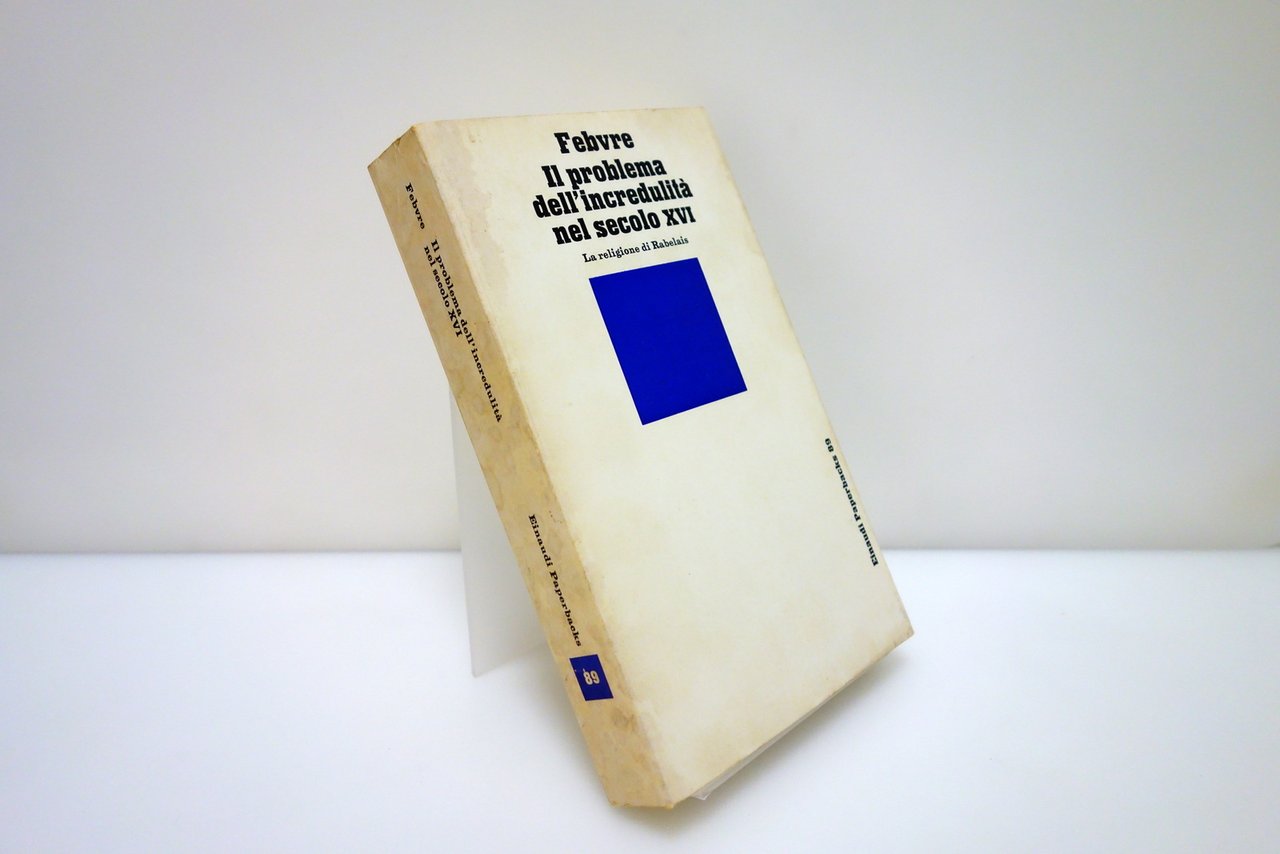 Febvre
Il problema
dell'incredulità
nel secolo XVI
La religione di Rabelais
Einaudi Paperbacks 89
Febvre
Il problema dell'incredulità
nel secolo XVI
Einaudi Paperbacks
89